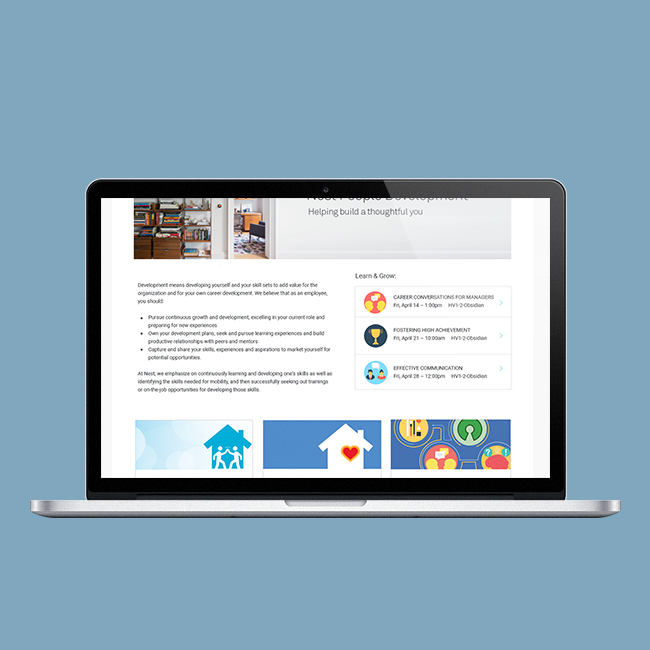 Nest People Development
Helping build a thoughtful you
Development means developing yourself and your skill sets to add value for the
organization and for your own career development. We believe that as an employee,
you should:
Pursue continuous growth and development, excelling in your current role and
preparing for new experiences
Own your development plans, seek and pursue learning experiences and build
productive relationships with peers and mentors
Capture and share your skills, experiences and aspirations to market yourself for
potential opportunities.
At Nest, we emphasize on continuously learning and developing one's skills as well as
identifying the skills needed for mobility, and then successfully seeking out trainings
or on-the-job opportunities for developing those skills.
Learn & Grow:
CAREER CONVERSATIONS FOR MANAGERS
Fri, April 14 – 1:00pm HV1-2-Obsidian
FOSTERING HIGH ACHIEVEMENT
Fri, April 21 – 10:00am HV1-2-Obsidian
EFFECTIVE COMMUNICATION
Fri, April 28 – 12:00pm HV1-2-Obsidian